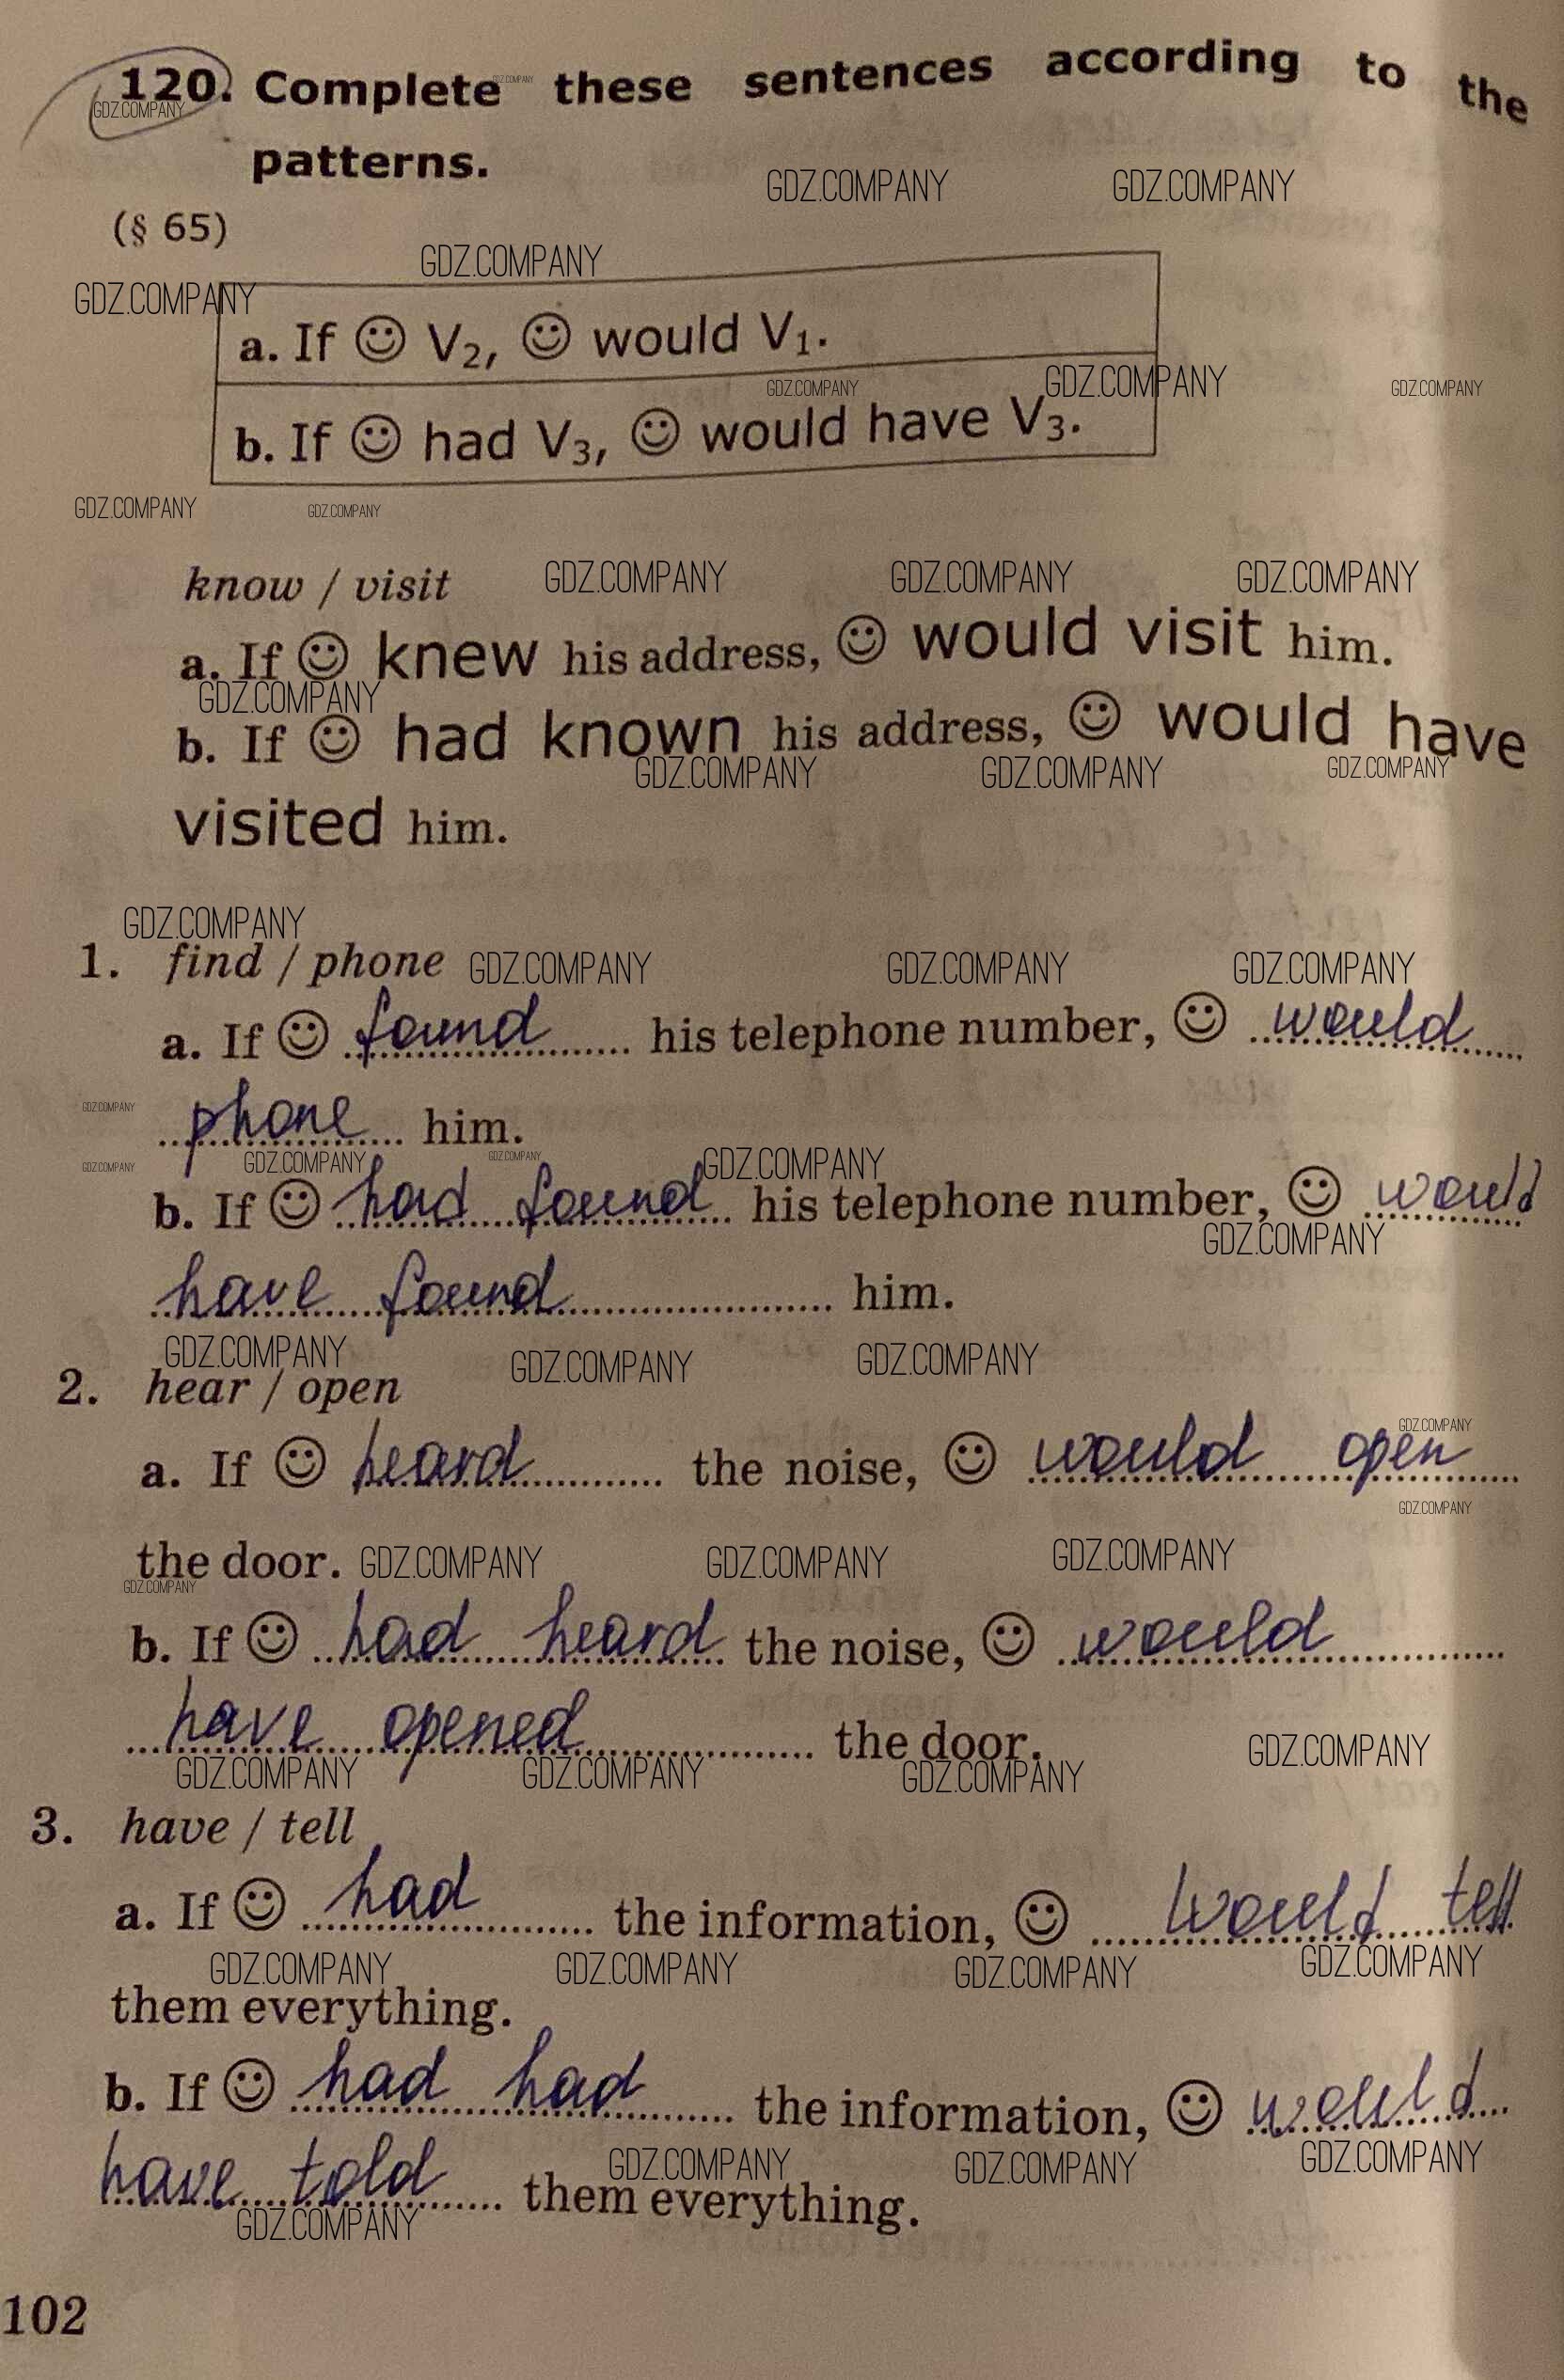 120. Complete these sentences according to the
patterns.
(§ 65)
a. If ☺ V₂, ☺ would V₁.
b. If ☺ had V₃, ☺ would have V₃.
know / visit
a. If ☺ knew his address, ☺ would visit him.
b. If ☺ had known his address, ☺ would have
visited him.
1. find / phone
a. If ☺ found his telephone number, ☺ would
phone him.
b. If ☺ had found his telephone number, ☺ would
have found him.
2. hear / open
a. If ☺ heard the noise, ☺ would open
the door.
b. If ☺ had heard the noise, ☺ would
have opened the door.
3. have / tell
a. If ☺ had the information, ☺ would tell
them everything.
b. If ☺ had had the information, ☺ would
have told them everything.
102
GDZ.COMPANY